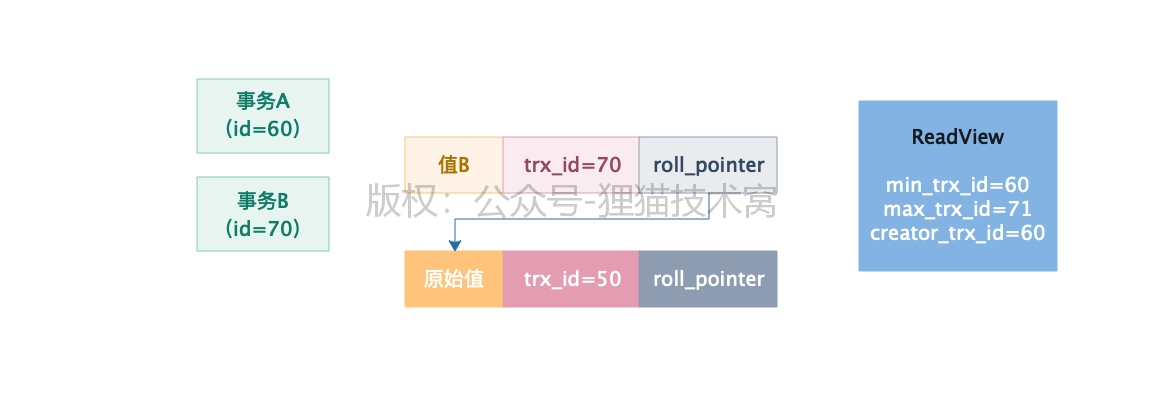 事务A
(id=60)
事务B
(id=70)
值B
trx_id=70
roll_pointer
版权：公众号-狸猫技术窝
原始值
trx_id=50
roll_pointer
ReadView
min_trx_id=60
max_trx_id=71
creator_trx_id=60